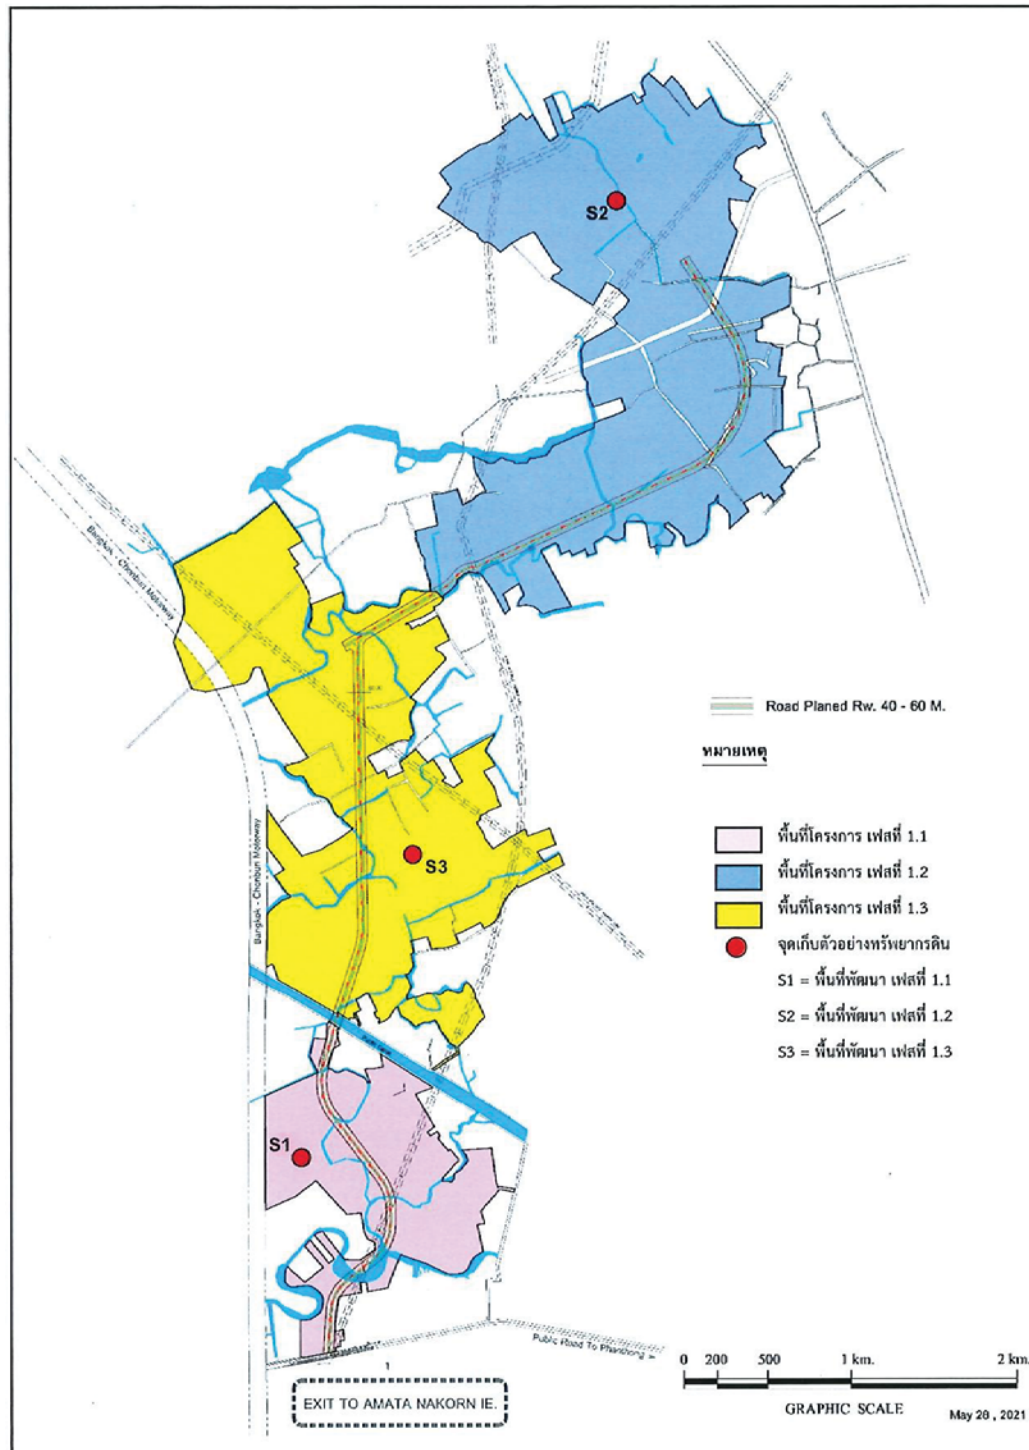 S2
Bangkok - Chonburi Motorway
Road Planed Rw. 40 - 60 M.
หมายเหตุ
พื้นที่โครงการ เฟสที่ 1.1
พื้นที่โครงการ เฟสที่ 1.2
พื้นที่โครงการ เฟสที่ 1.3
จุดเก็บตัวอย่างทรัพยากรดิน
S1 = พื้นที่พัฒนา เฟสที่ 1.1
S2 = พื้นที่พัฒนา เฟสที่ 1.2
S3 = พื้นที่พัฒนา เฟสที่ 1.3
S3
Bangkok - Chonburi Motorway
S1
Public Road To Phanthong
1
EXIT TO AMATA NAKORN IE.
0 200 500 1 km. 2 km.
GRAPHIC SCALE
May 28 , 2021